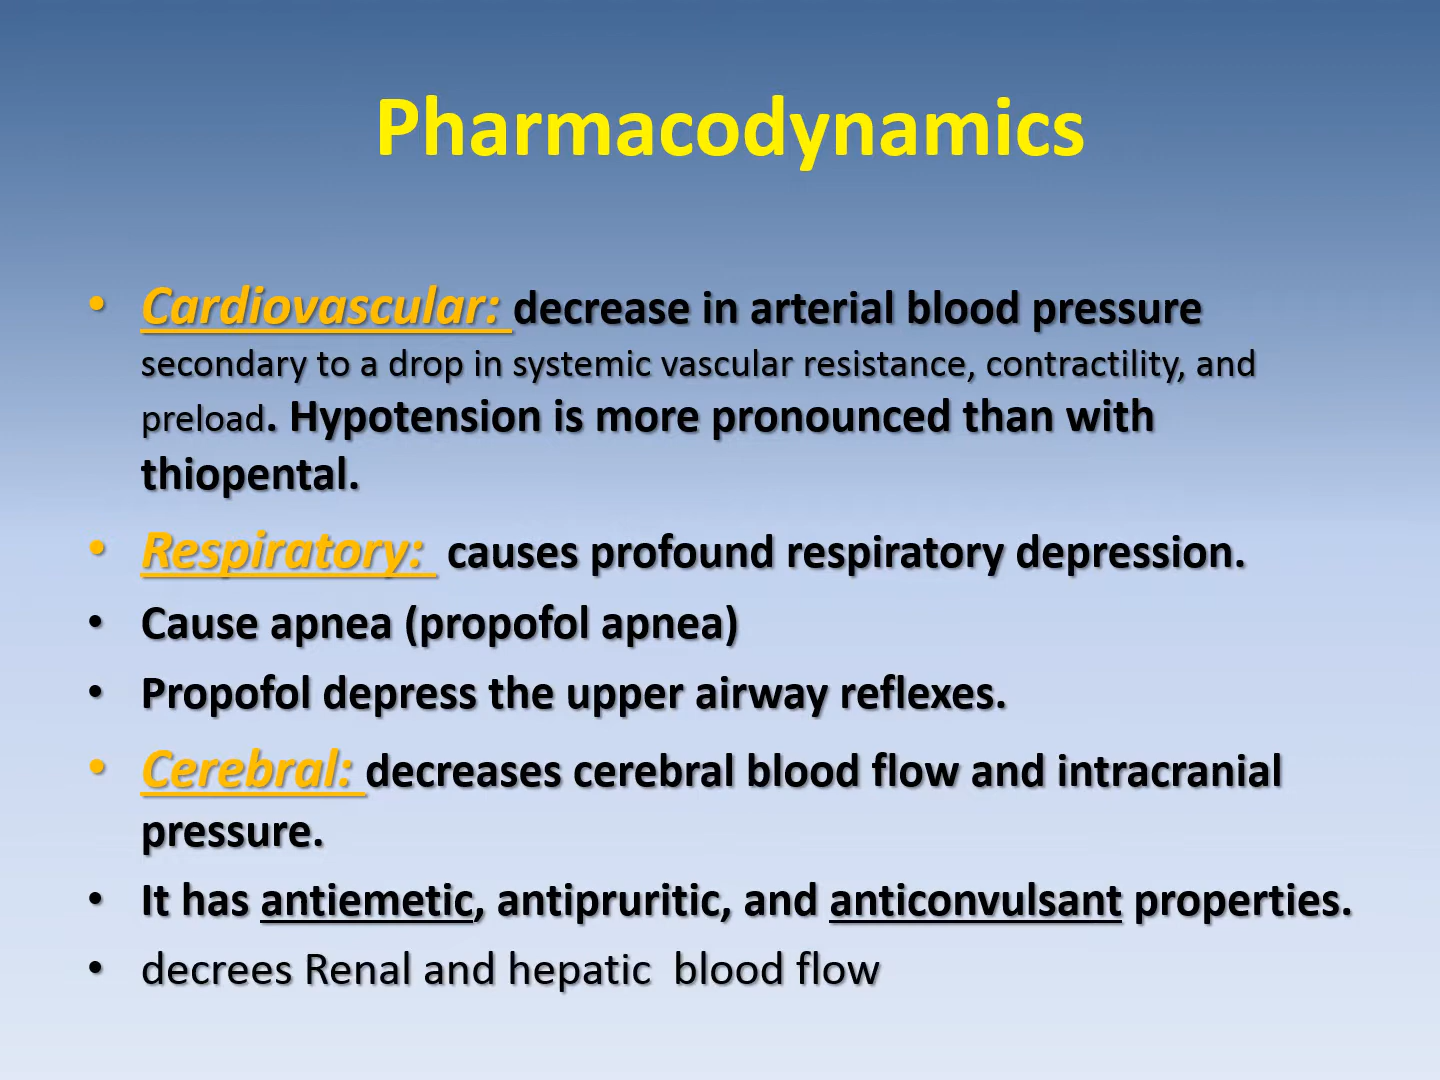 Pharmacodynamics
• Cardiovascular: decrease in arterial blood pressure
secondary to a drop in systemic vascular resistance, contractility, and
preload. Hypotension is more pronounced than with
thiopental.
• Respiratory:  causes profound respiratory depression.
• Cause apnea (propofol apnea)
• Propofol depress the upper airway reflexes.
• Cerebral: decreases cerebral blood flow and intracranial
pressure.
• It has antiemetic, antipruritic, and anticonvulsant properties.
• decrees Renal and hepatic  blood flow